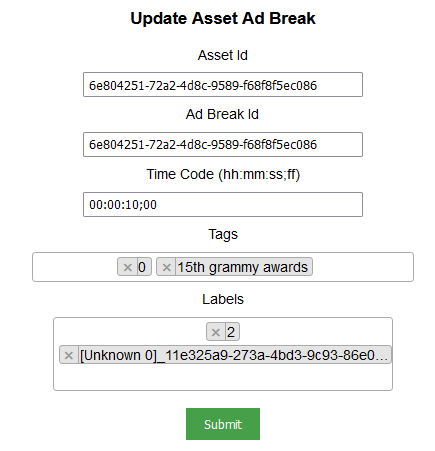 Update Asset Ad Break
Asset Id
6e804251-72a2-4d8c-9589-f68f8f5ec086
Ad Break Id
6e804251-72a2-4d8c-9589-f68f8f5ec086
Time Code (hh:mm:ss;ff)
00:00:10;00
Tags
× 0 × 15th grammy awards
Labels
× 2
× [Unknown 0]_11e325a9-273a-4bd3-9c93-86e0...
Submit